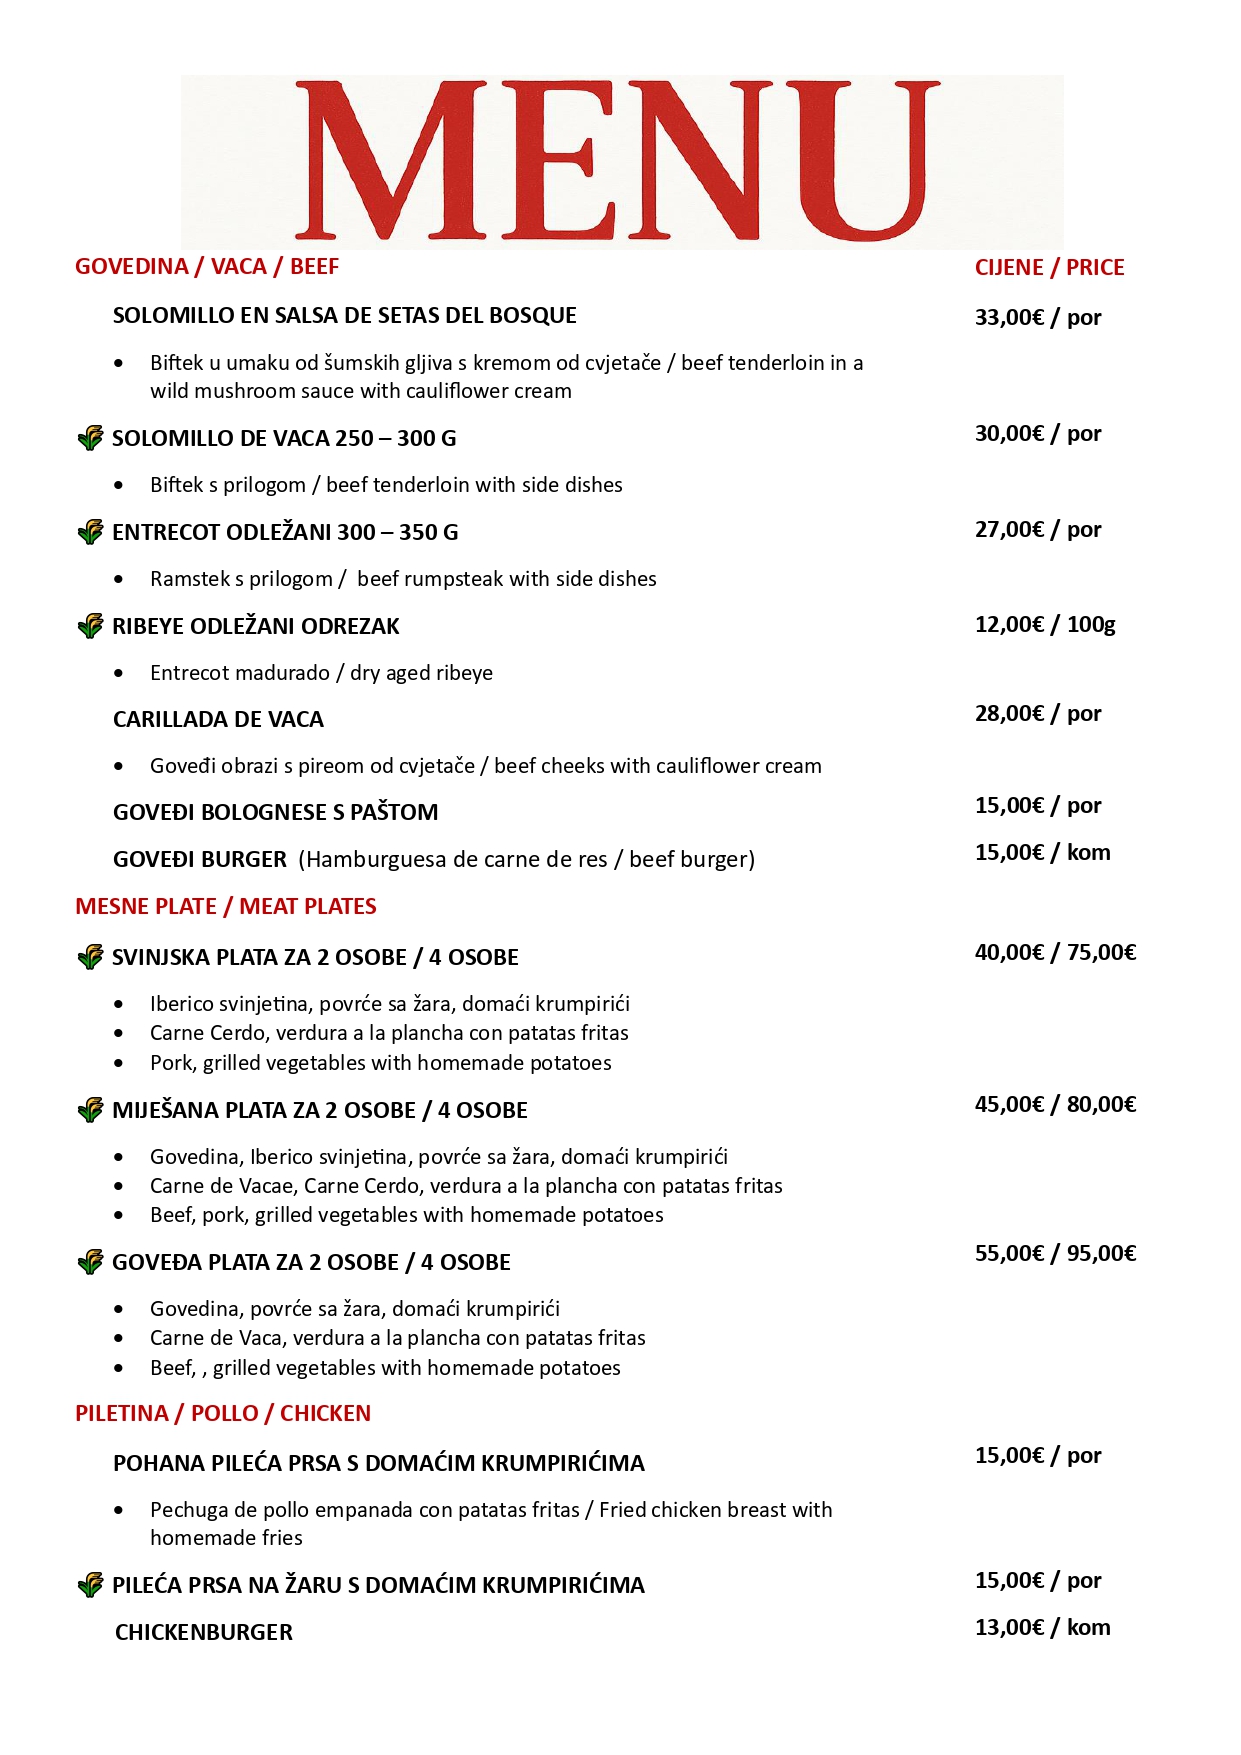 MENU
GOVEDINA / VACA / BEEF
CIJENE / PRICE
SOLOMILLO EN SALSA DE SETAS DEL BOSQUE
33,00€ / por
• Biftek u umaku od šumskih gljiva s kremom od cvjetače / beef tenderloin in a
wild mushroom sauce with cauliflower cream
SOLOMILLO DE VACA 250 – 300 G
30,00€ / por
• Biftek s prilogom / beef tenderloin with side dishes
ENTRECOT ODLEŽANI 300 – 350 G
27,00€ / por
• Ramstek s prilogom /  beef rumpsteak with side dishes
RIBEYE ODLEŽANI ODREZAK
12,00€ / 100g
• Entrecot madurado / dry aged ribeye
CARILLADA DE VACA
28,00€ / por
• Goveđi obrazi s pireom od cvjetače / beef cheeks with cauliflower cream
GOVEĐI BOLOGNESE S PAŠTOM
15,00€ / por
GOVEĐI BURGER  (Hamburguesa de carne de res / beef burger)
15,00€ / kom
MESNE PLATE / MEAT PLATES
SVINJSKA PLATA ZA 2 OSOBE / 4 OSOBE
40,00€ / 75,00€
• Iberico svinjetina, povrće sa žara, domaći krumpirići
• Carne Cerdo, verdura a la plancha con patatas fritas
• Pork, grilled vegetables with homemade potatoes
MIJEŠANA PLATA ZA 2 OSOBE / 4 OSOBE
45,00€ / 80,00€
• Govedina, Iberico svinjetina, povrće sa žara, domaći krumpirići
• Carne de Vacae, Carne Cerdo, verdura a la plancha con patatas fritas
• Beef, pork, grilled vegetables with homemade potatoes
GOVEĐA PLATA ZA 2 OSOBE / 4 OSOBE
55,00€ / 95,00€
• Govedina, povrće sa žara, domaći krumpirići
• Carne de Vaca, verdura a la plancha con patatas fritas
• Beef, , grilled vegetables with homemade potatoes
PILETINA / POLLO / CHICKEN
POHANA PILEĆA PRSA S DOMAĆIM KRUMPIRIĆIMA
15,00€ / por
• Pechuga de pollo empanada con patatas fritas / Fried chicken breast with
homemade fries
PILEĆA PRSA NA ŽARU S DOMAĆIM KRUMPIRIĆIMA
15,00€ / por
CHICKENBURGER
13,00€ / kom